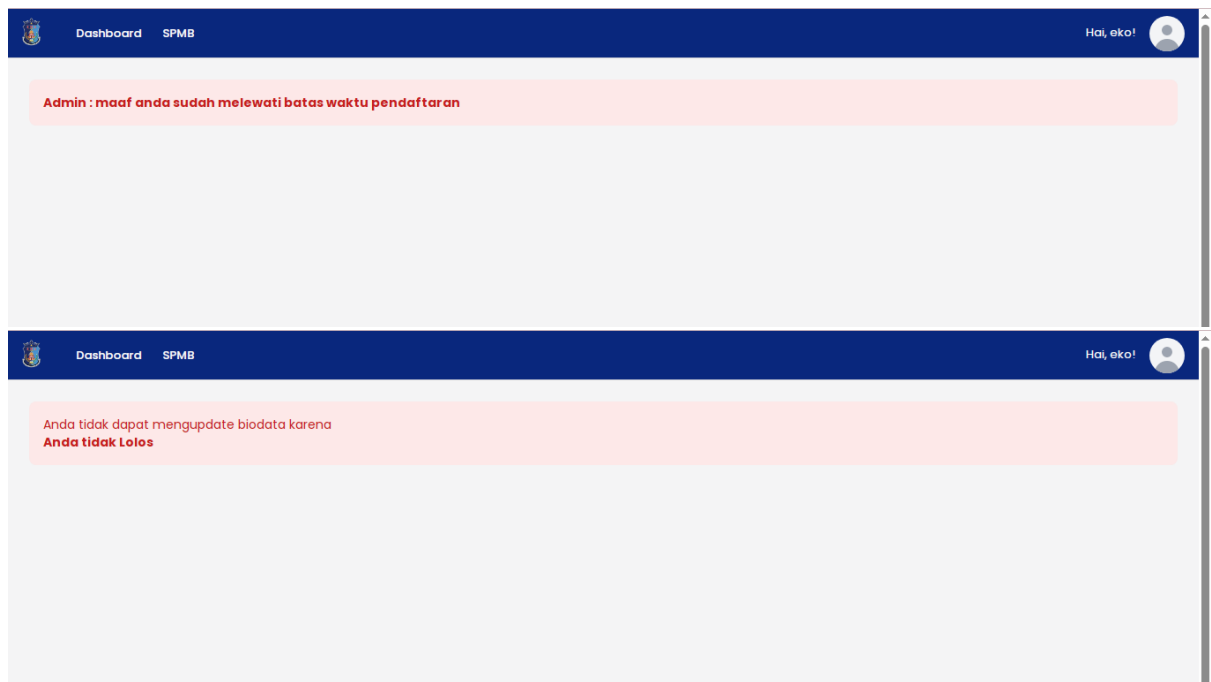 Dashboard SPMB Hai, eko!
Admin : maaf anda sudah melewati batas waktu pendaftaran
Dashboard SPMB Hai, eko!
Anda tidak dapat mengupdate biodata karena
Anda tidak Lolos